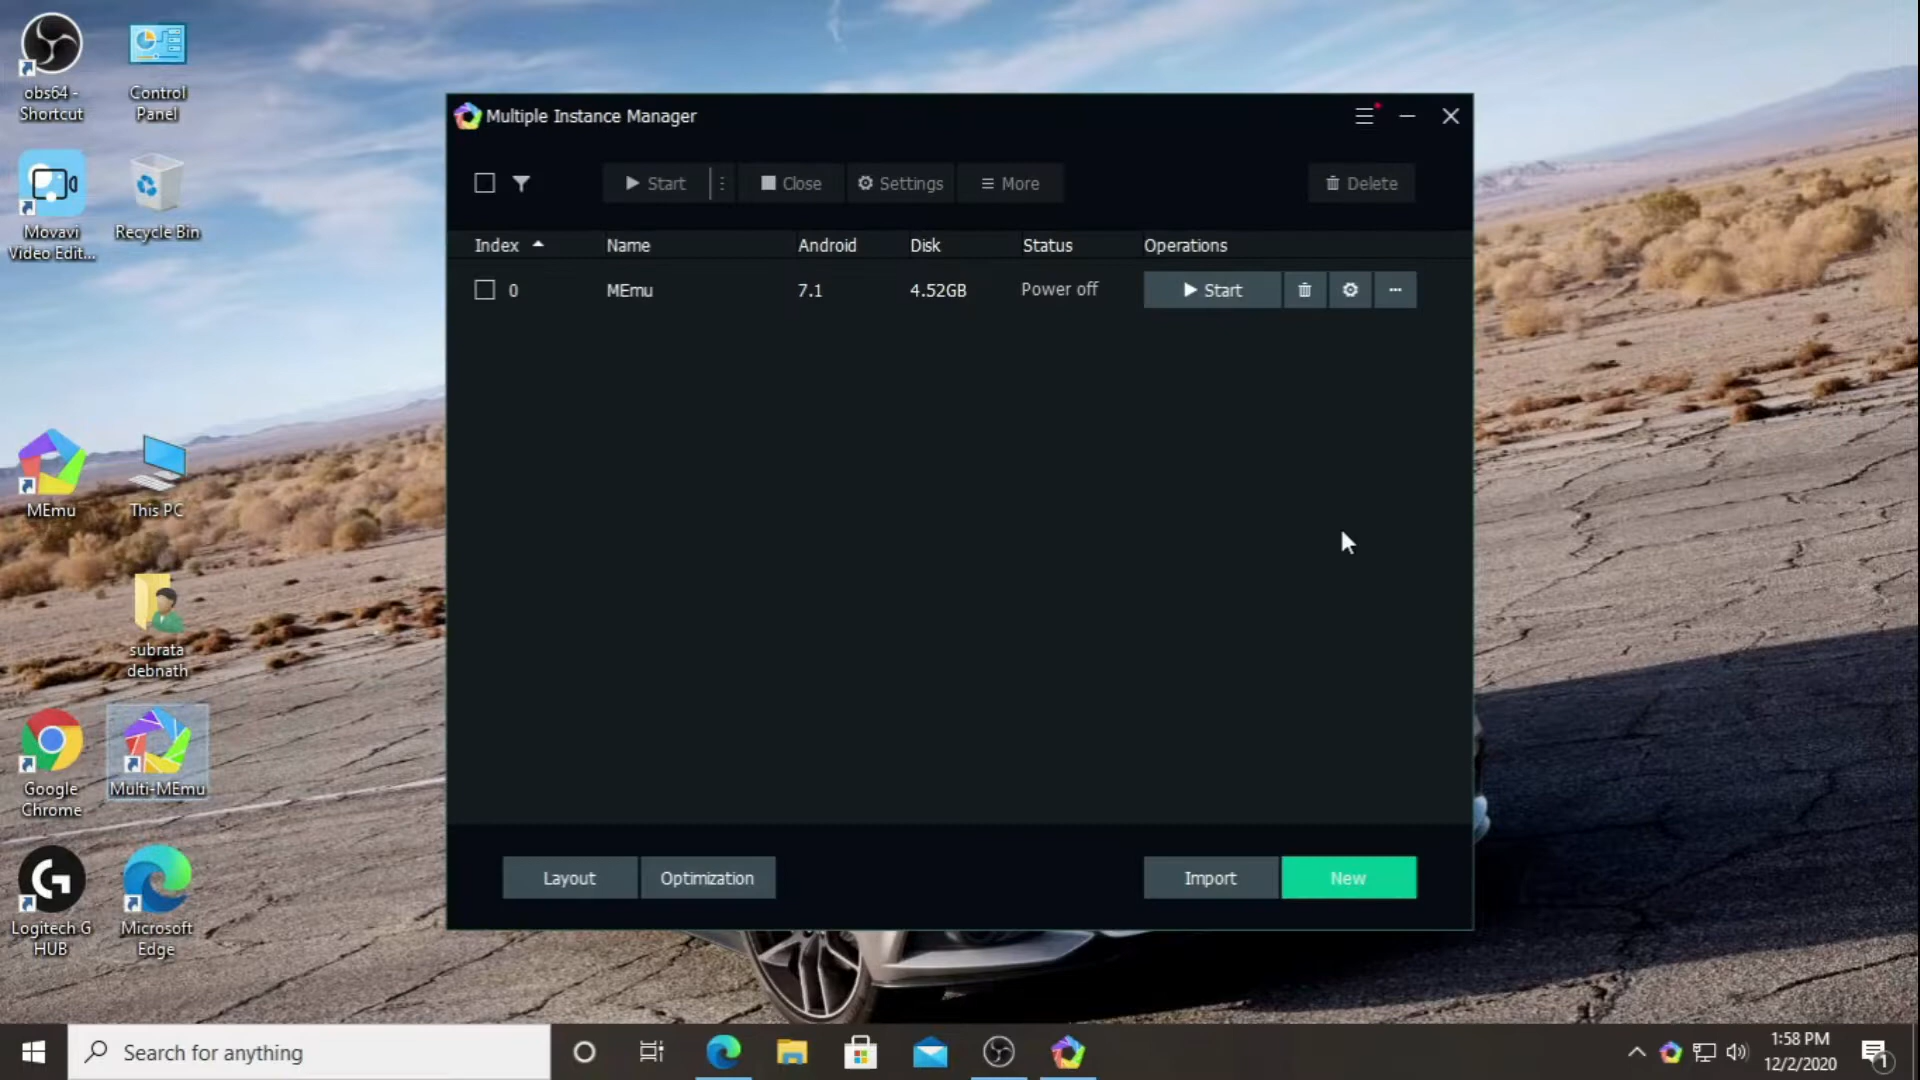 obs64 -
Shortcut
Control
Panel
Movavi
Video Edit...
Recycle Bin
MEmu
This PC
subrata
debnath
Google
Chrome
Multi-MEmu
Logitech G
HUB
Microsoft
Edge
Multiple Instance Manager
Start
Close
Settings
More
Delete
Index
Name
Android
Disk
Status
Operations
0
MEmu
7.1
4.52GB
Power off
Start
Layout
Optimization
Import
New
Search for anything
1:58 PM
12/2/2020
1